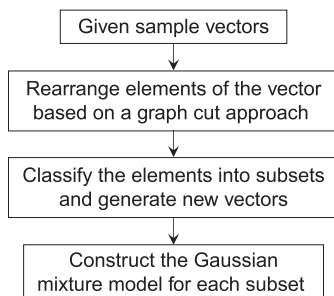 Given sample vectors
Rearrange elements of the vector
based on a graph cut approach
Classify the elements into subsets
and generate new vectors
Construct the Gaussian
mixture model for each subset